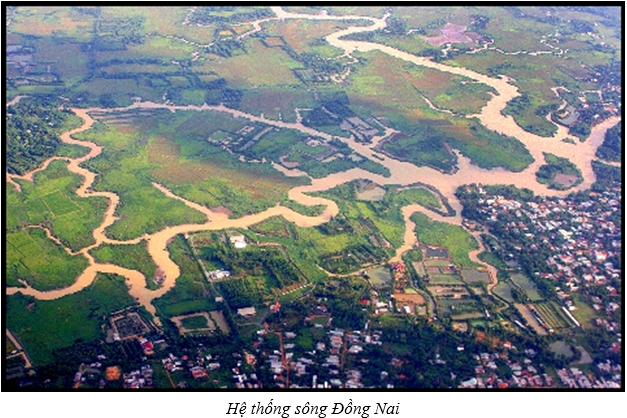 Hệ thống sông Đồng Nai